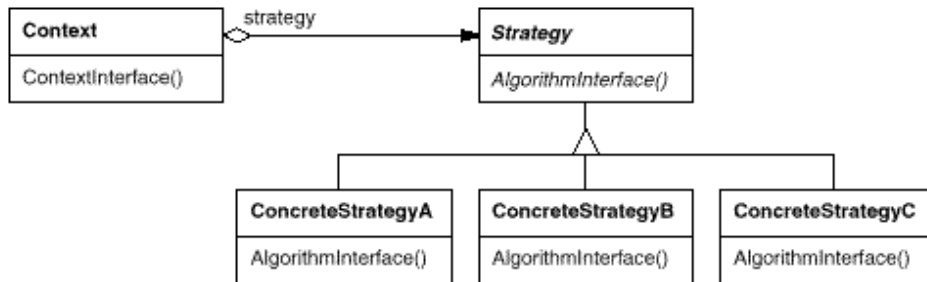 Context
strategy
Strategy
ContextInterface()
AlgorithmInterface()
ConcreteStrategyA
ConcreteStrategyB
ConcreteStrategyC
AlgorithmInterface()
AlgorithmInterface()
AlgorithmInterface()